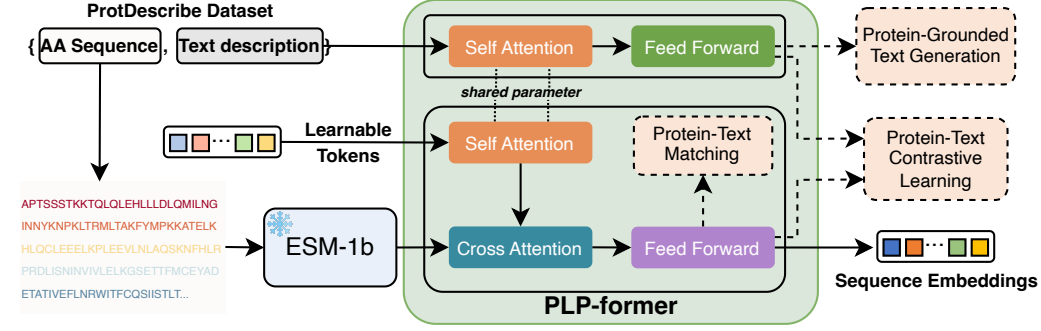 ProtDescribe Dataset
{ AA Sequence, Text description }
Self Attention
Feed Forward
Protein-Grounded
Text Generation
shared parameter
Learnable
Tokens
Self Attention
Protein-Text
Matching
Protein-Text
Contrastive
Learning
APTSSSTKKTQLQLEHLLLDLQMILNG
INNYKNPKLTRMLTAKFYMPKKATELK
HLQCLEEELKPLEEVLNLAQSKNFHLR
PRDLISNINVIVLELKGSETTFMCEYAD
ETATIVEFLNRWITFCQSIISTLT...
ESM-1b
Cross Attention
Feed Forward
Sequence Embeddings
PLP-former